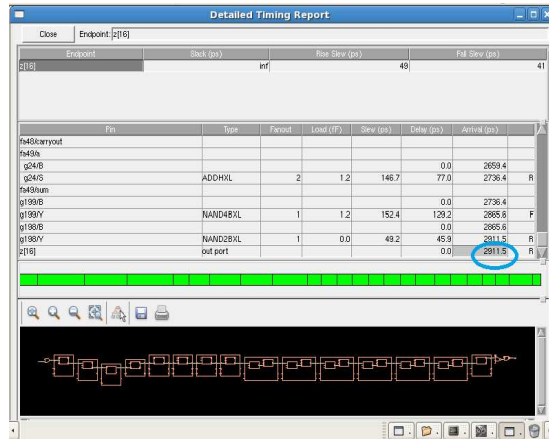 Detailed Timing Report
Close Endpoint: z[16]
Endpoint Slack (ps) Rise Slew (ps) Fall Slew (ps)
z[16] inf 49 41
Pin Type Fanout Load (fF) Slew (ps) Delay (ps) Arrival (ps)
fa48/carryout
fa49/a
g24/B 0.0 2659.4
g24/S ADDHXL 2 1.2 146.7 77.0 2736.4 R
fa49/sum
g199/B 0.0 2736.4
g199/Y NAND4BXL 1 1.2 152.4 129.2 2865.6 F
g198/B 0.0 2865.6
g198/Y NAND2BXL 1 0.0 49.2 45.9 2911.5 R
z[16] out port 0.0 2911.5 R